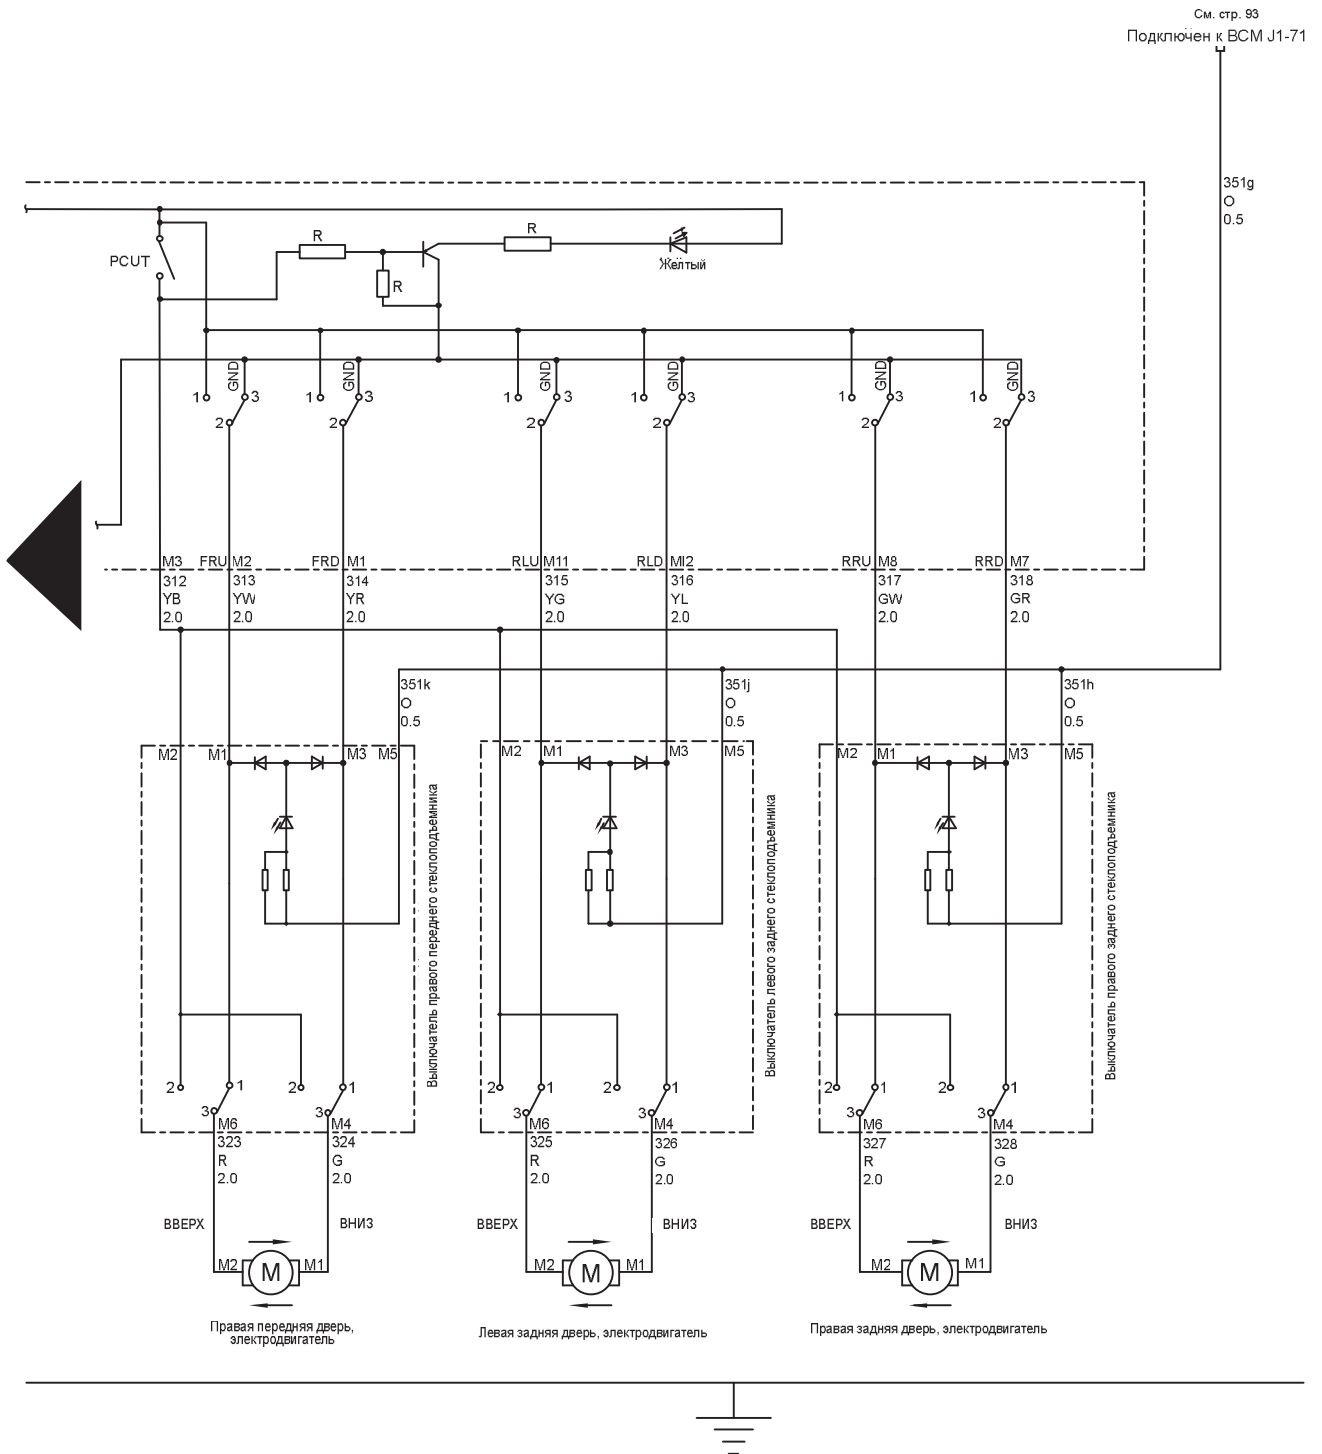 См. стр. 93
Подключен к BCM J1-71
351g
O
0.5
PCUT
R
R
R
Желтый
GND
GND
GND
GND
GND
GND
1
3
1
3
1
3
1
3
1
3
1
3
2
2
2
2
2
2
M3
FRU
M2
FRD
M1
RLU
M11
RLD
MI2
RRU
M8
RRD
M7
312
313
314
315
316
317
318
YB
YW
YR
YG
YL
GW
GR
2.0
2.0
2.0
2.0
2.0
2.0
2.0
351k
351j
351h
O
O
O
0.5
0.5
0.5
M2
M1
M3
M5
M2
M1
M3
M5
M2
M1
M3
M5
Выключатель правого переднего стеклоподъемника
Выключатель левого заднего стеклоподъемника
Выключатель правого заднего стеклоподъемника
2
1
2
1
2
1
2
1
2
1
2
1
3
3
3
3
3
3
M6
M4
M6
M4
M6
M4
323
324
325
326
327
328
R
G
R
G
R
G
2.0
2.0
2.0
2.0
2.0
2.0
ВВЕРХ
ВНИЗ
ВВЕРХ
ВНИЗ
ВВЕРХ
ВНИЗ
M2
M
M1
M2
M
M1
M2
M
M1
Правая передняя дверь,
электродвигатель
Левая задняя дверь, электродвигатель
Правая задняя дверь, электродвигатель